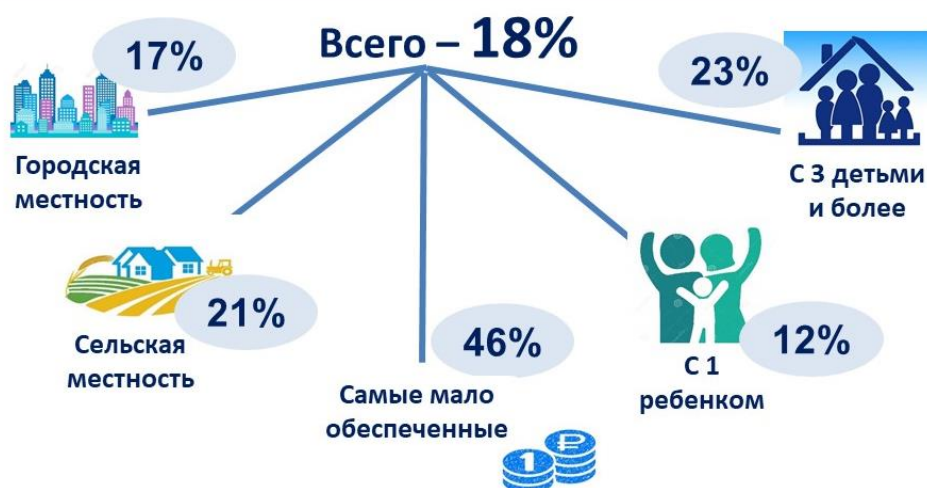 Всего – 18%
17%
Городская
местность
21%
Сельская
местность
46%
Самые мало
обеспеченные
1 ₽
12%
С 1
ребенком
23%
С 3 детьми
и более